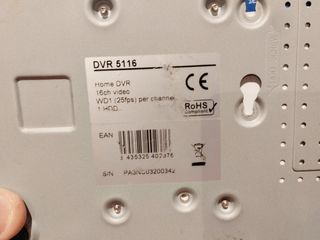 DVR 5116
Home DVR
16ch video
WD1 (25fps) per channel
1 HDD
CE
RoHS
Compliant
EAN
S/N